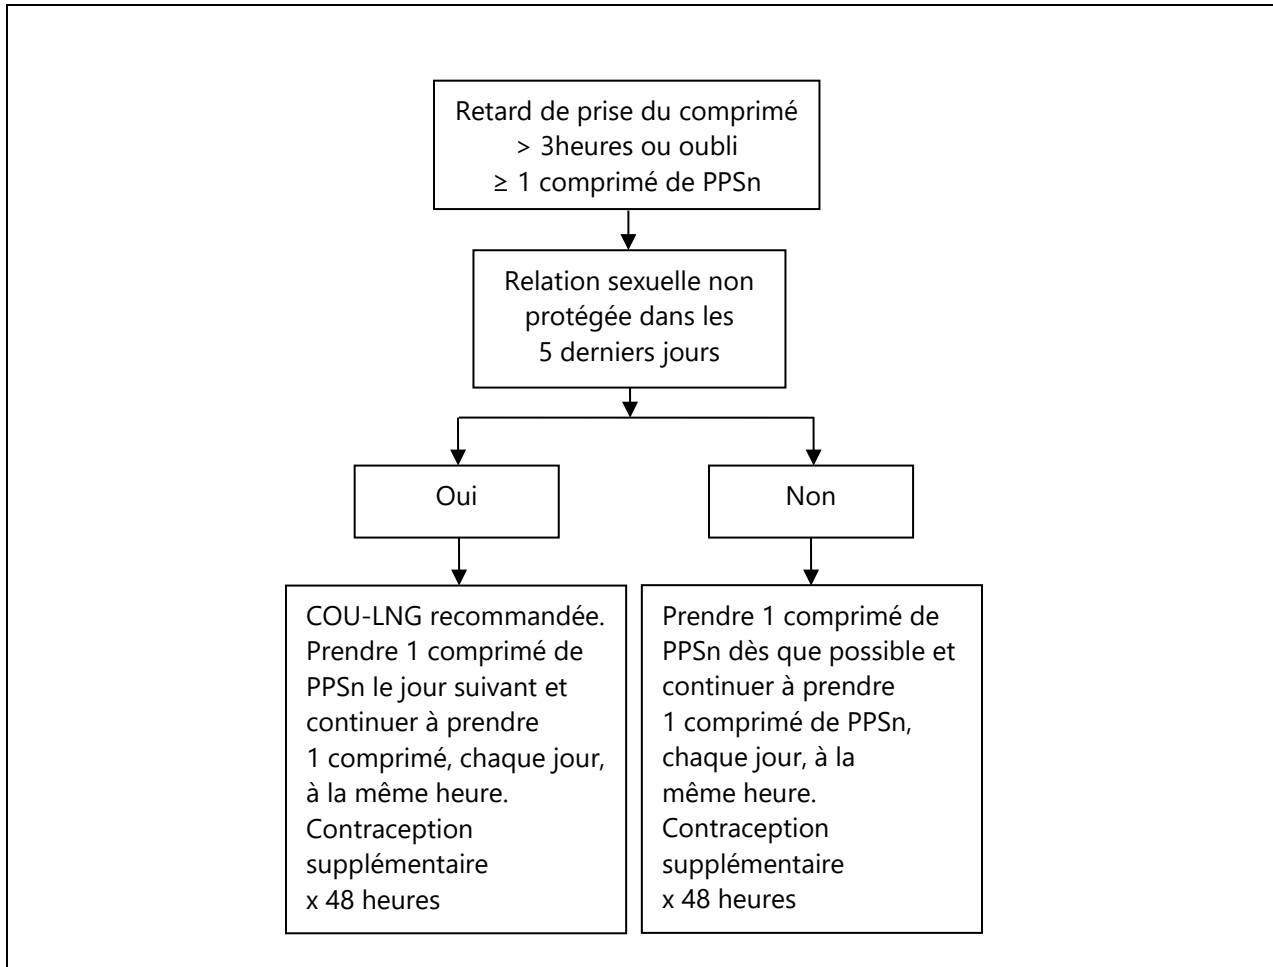 Retard de prise du comprimé
> 3heures ou oubli
≥ 1 comprimé de PPSn
Relation sexuelle non
protégée dans les
5 derniers jours
Oui
Non
COU-LNG recommandée.
Prendre 1 comprimé de
PPSn le jour suivant et
continuer à prendre
1 comprimé, chaque jour,
à la même heure.
Contraception
supplémentaire
x 48 heures
Prendre 1 comprimé de
PPSn dès que possible et
continuer à prendre
1 comprimé de PPSn,
chaque jour, à la
même heure.
Contraception
supplémentaire
x 48 heures